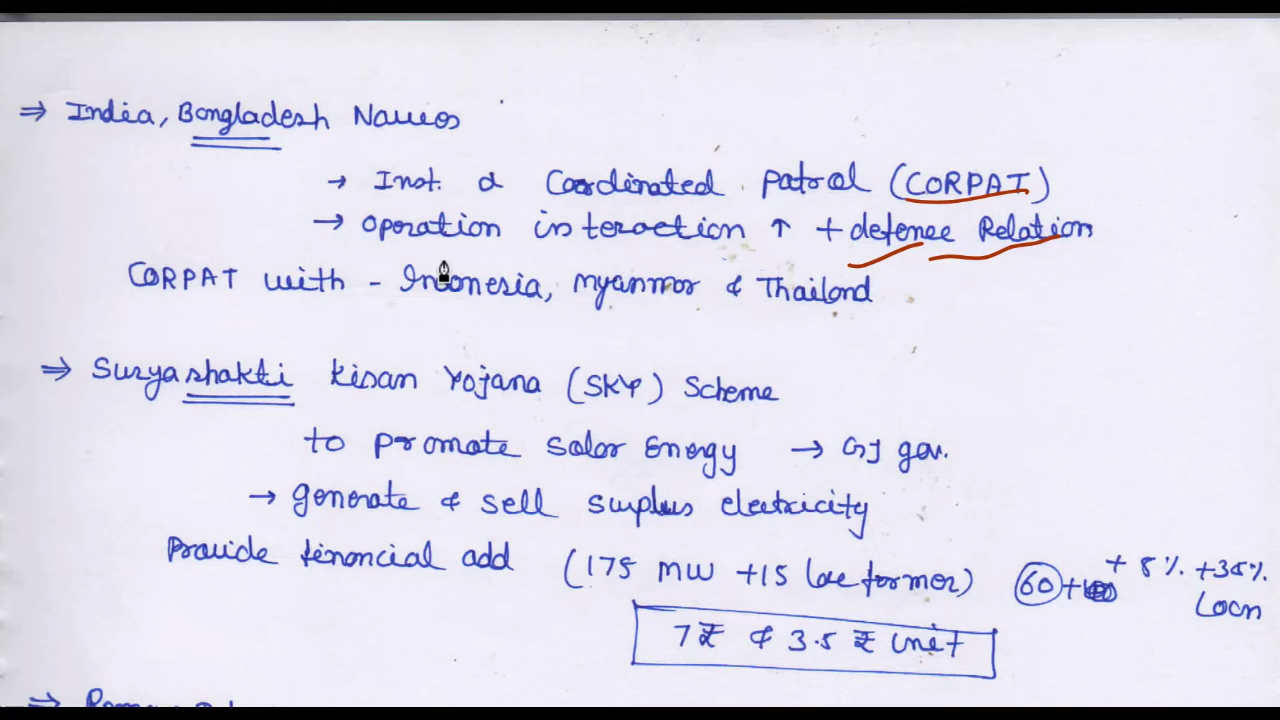 ⇒ India, Bangladesh Navies
→ Inst. a Coordinated Patrol (CORPAT)
→ Operation interaction ↑ + defence Relation
CORPAT with - Indonesia, Myanmar & Thailand
⇒ Suryashakti Kisan Yojana (SKY) Scheme
to promote Solar Energy → GJ gov.
→ generate & sell surplus electricity
Provide financial add (175 MW + 15 lac farmer) 60 + + 5% + 35% Loan
7₹ & 3.5 ₹ unit
⇒